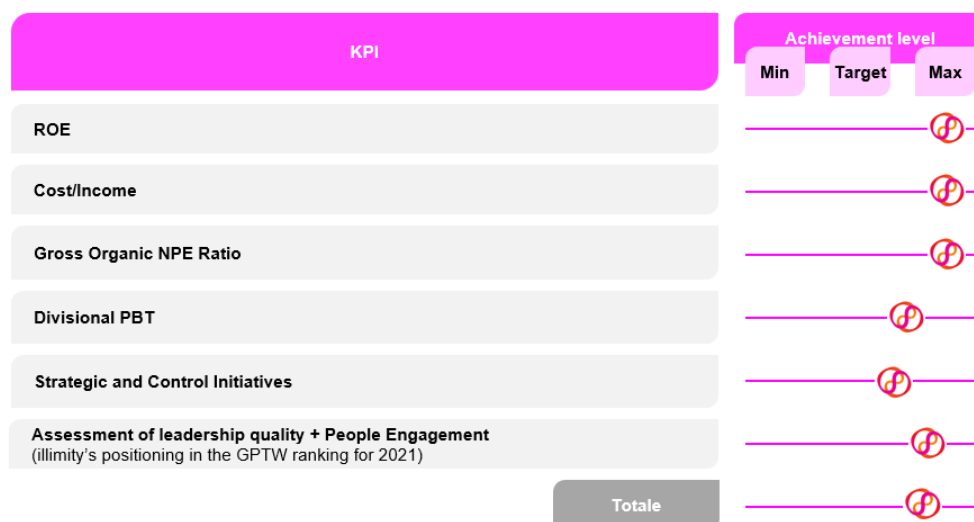 KPI
Achievement level
Min Target Max
ROE
Cost/Income
Gross Organic NPE Ratio
Divisional PBT
Strategic and Control Initiatives
Assessment of leadership quality + People Engagement
(illimity’s positioning in the GPTW ranking for 2021)
Totale